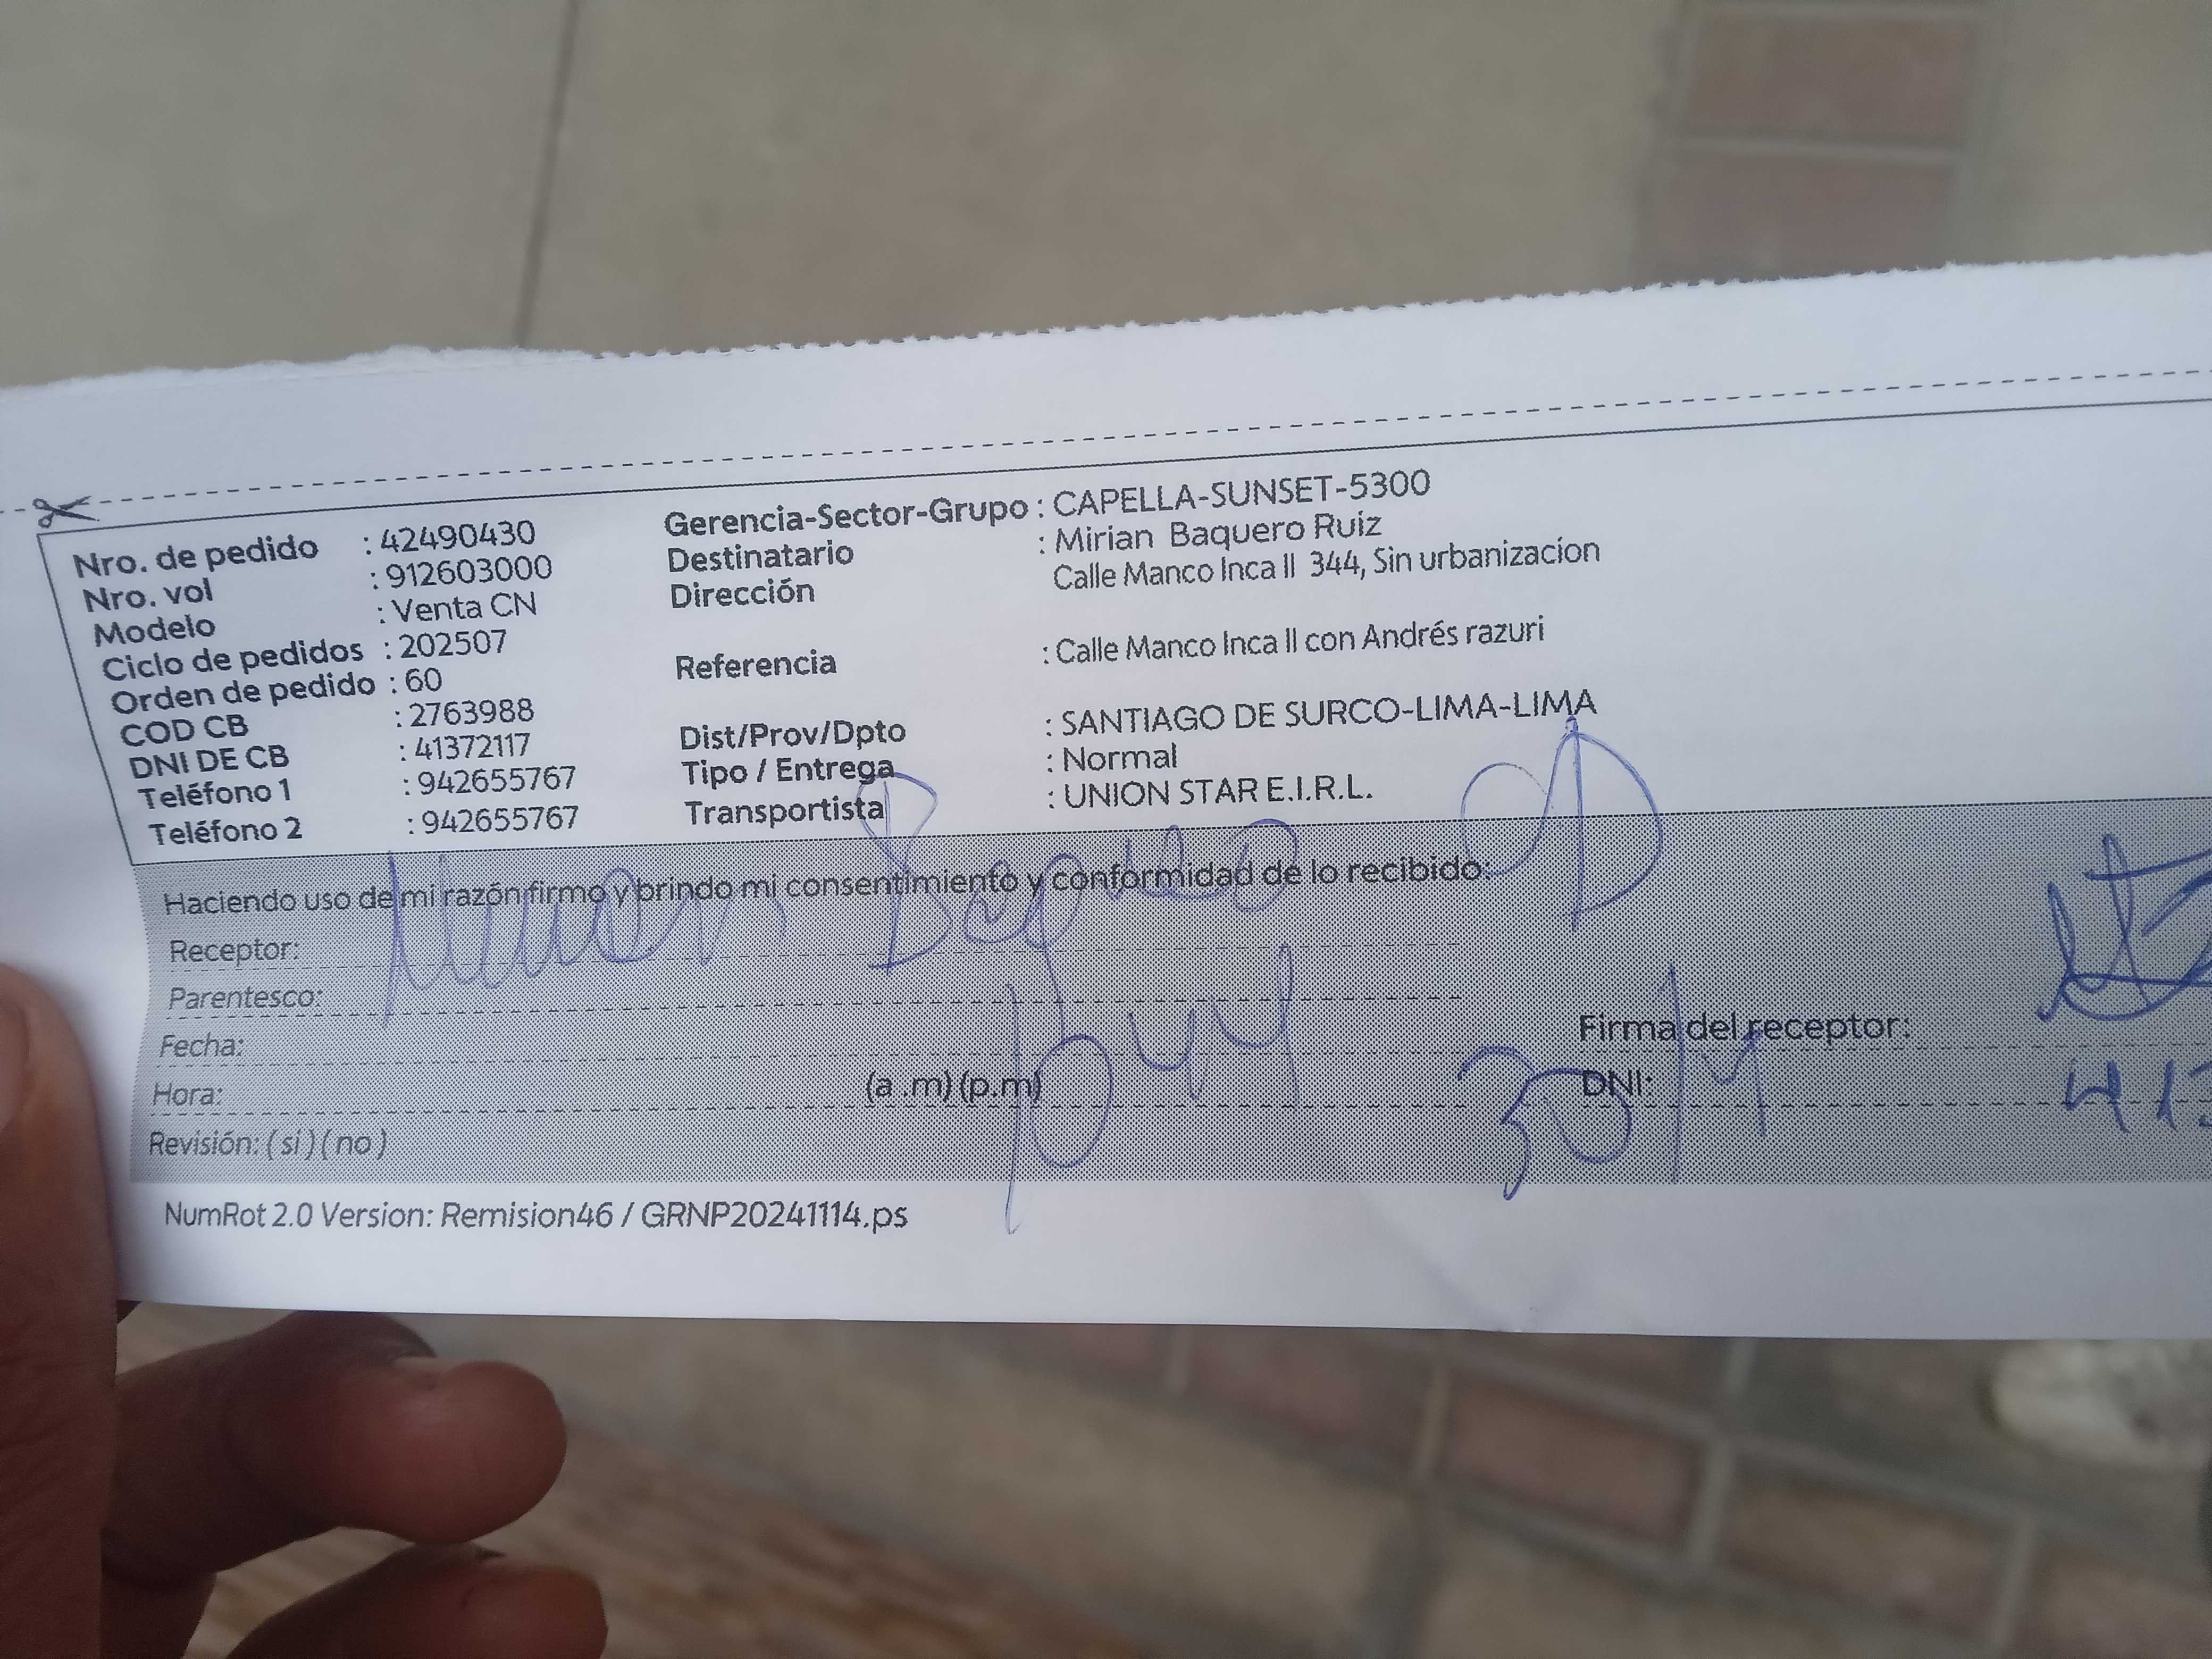 Nro. de pedido : 42490430
Nro. vol : 912603000
Modelo : Venta CN
Ciclo de pedidos : 202507
Orden de pedido : 60
COD CB : 2763988
DNI DE CB : 41372117
Teléfono 1 : 942655767
Teléfono 2 : 942655767
Gerencia-Sector-Grupo : CAPELLA-SUNSET-5300
Destinatario : Mirian Baquero Ruiz
Dirección Calle Manco Inca II 344, Sin urbanizacion
Referencia : Calle Manco Inca II con Andrés razuri
Dist/Prov/Dpto : SANTIAGO DE SURCO-LIMA-LIMA
Tipo / Entrega : Normal
Transportista : UNION STAR E.I.R.L.
Haciendo uso de mi razón firmo y brindo mi consentimiento y conformidad de lo recibido:
Receptor:
Parentesco:
Fecha:
Hora: (a.m) (p.m) 1044
Revisión: ( si ) ( no )
Firma del receptor:
DNI: 413
NumRot 2.0 Version: Remision46 / GRNP20241114.ps